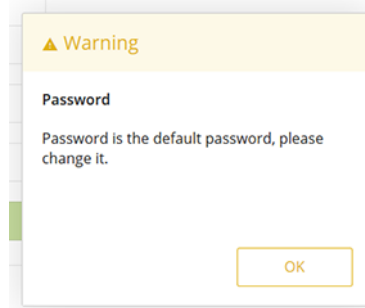 Warning
Password
Password is the default password, please
change it.
OK